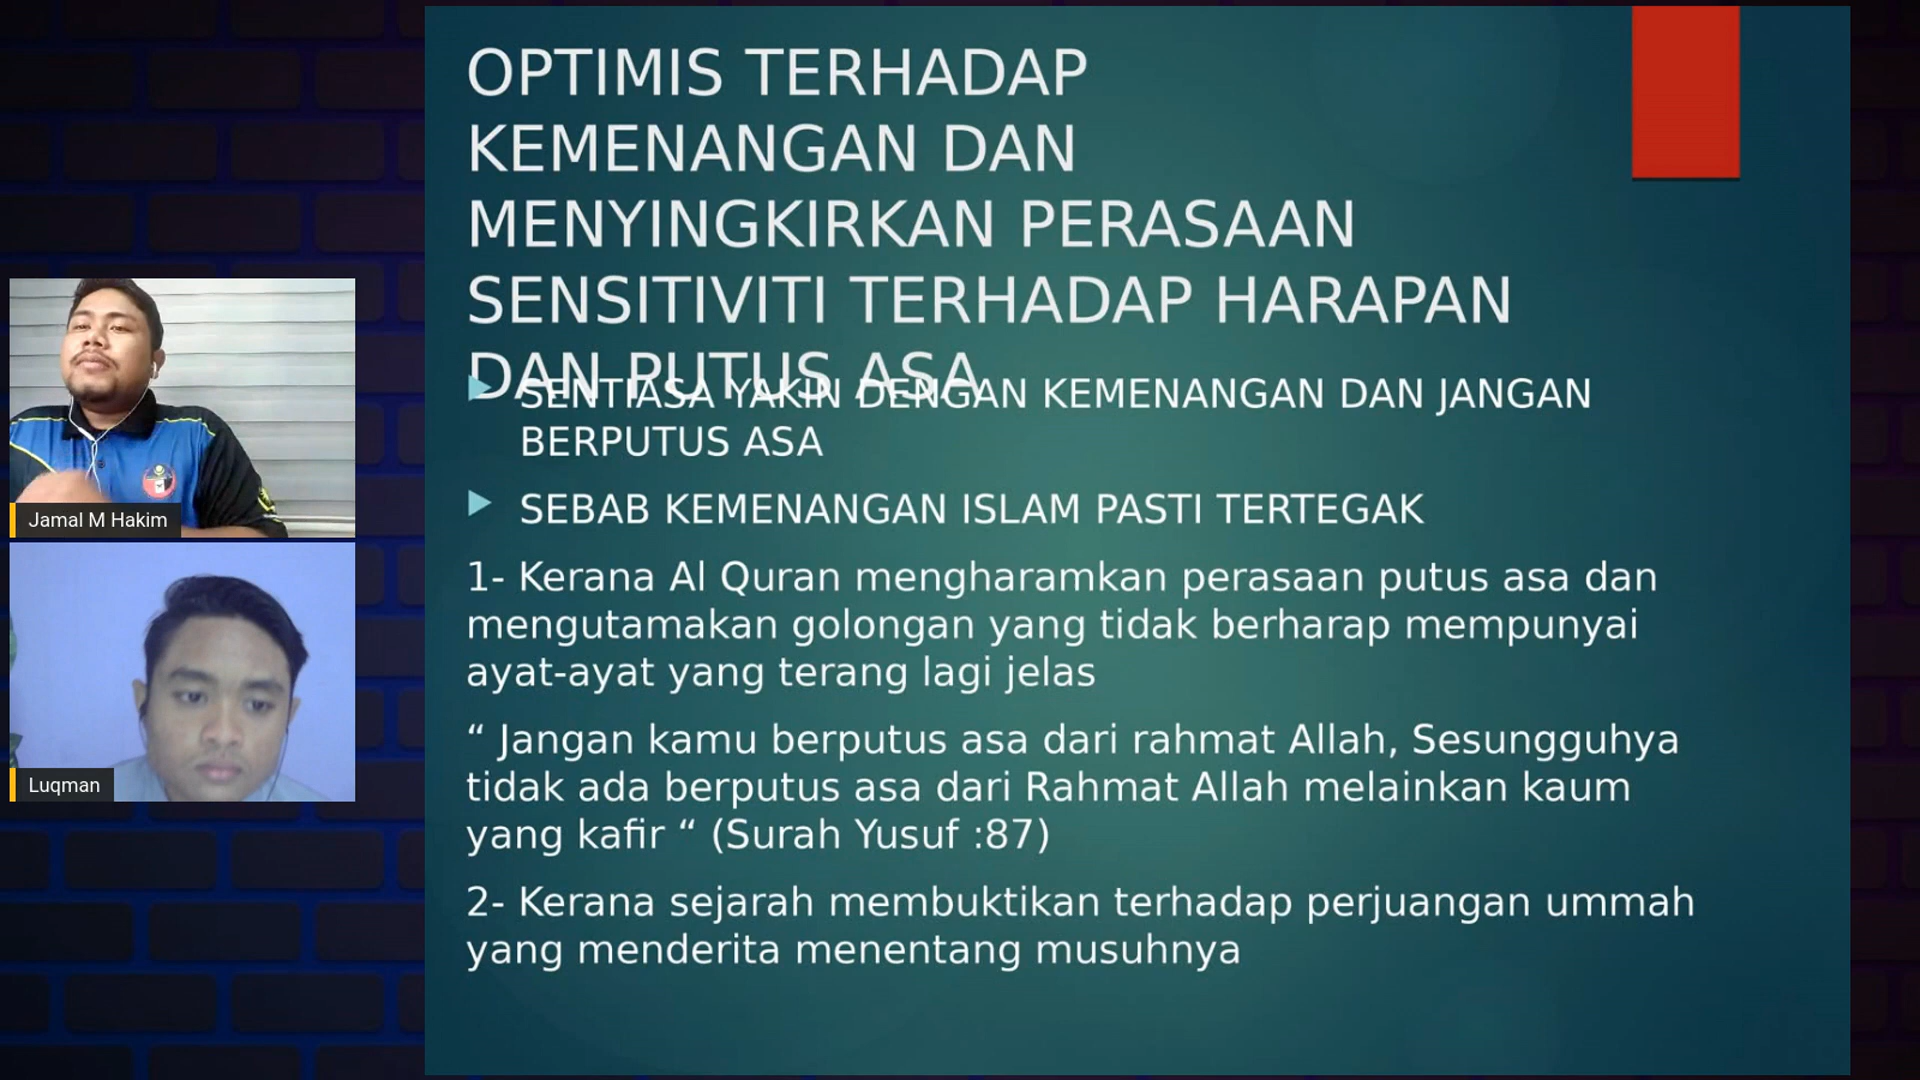 OPTIMIS TERHADAP
KEMENANGAN DAN
MENYINGKIRKAN PERASAAN
SENSITIVITI TERHADAP HARAPAN
DAN PUTUS ASA
SENTIASA YAKIN DENGAN KEMENANGAN DAN JANGAN
BERPUTUS ASA
SEBAB KEMENANGAN ISLAM PASTI TERTEGAK
1- Kerana Al Quran mengharamkan perasaan putus asa dan
mengutamakan golongan yang tidak berharap mempunyai
ayat-ayat yang terang lagi jelas
“ Jangan kamu berputus asa dari rahmat Allah, Sesungguhya
tidak ada berputus asa dari Rahmat Allah melainkan kaum
yang kafir “ (Surah Yusuf :87)
2- Kerana sejarah membuktikan terhadap perjuangan ummah
yang menderita menentang musuhnya
Jamal M Hakim
Luqman